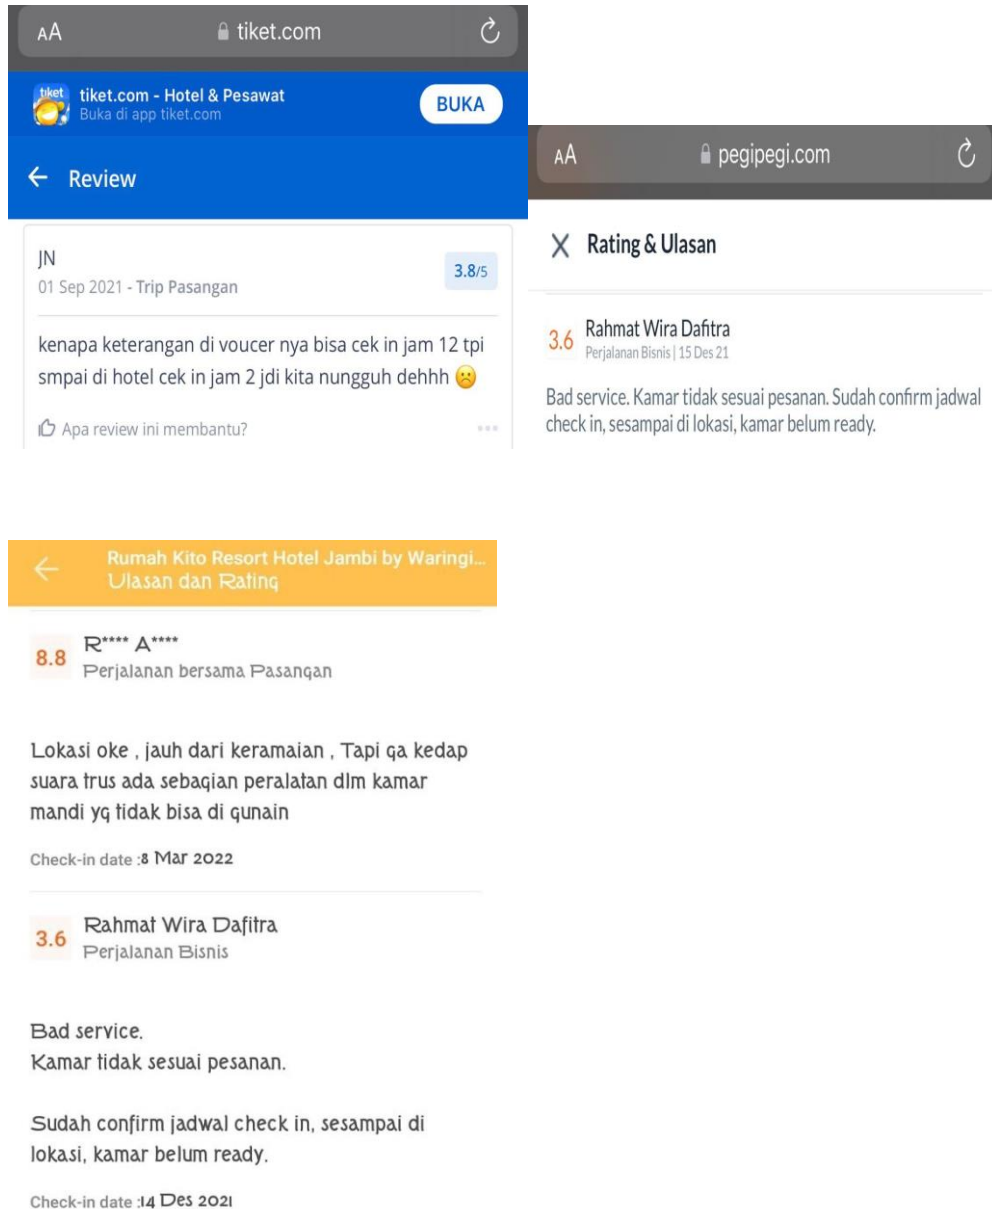 AA tiket.com
tiket
tiket.com - Hotel & Pesawat
Buka di app tiket.com
BUKA
← Review
JN
01 Sep 2021 - Trip Pasangan
3.8/5
kenapa keterangan di voucer nya bisa cek in jam 12 tpi
smpai di hotel cek in jam 2 jdi kita nungguh dehhh ☹️
Apa review ini membantu?
AA pegipegi.com
X Rating & Ulasan
3.6 Rahmat Wira Dafitra
Perjalanan Bisnis | 15 Des 21
Bad service. Kamar tidak sesuai pesanan. Sudah confirm jadwal
check in, sesampai di lokasi, kamar belum ready.
Rumah Kito Resort Hotel Jambi by Waringi...
Ulasan dan Rating
8.8 R**** A****
Perjalanan bersama Pasangan
Lokasi oke , jauh dari keramaian , Tapi ga kedap
suara trus ada sebagian peralatan dlm kamar
mandi yg tidak bisa di gunain
Check-in date :8 Mar 2022
3.6 Rahmat Wira Dafitra
Perjalanan Bisnis
Bad service.
Kamar tidak sesuai pesanan.
Sudah confirm jadwal check in, sesampai di
lokasi, kamar belum ready.
Check-in date :14 Des 2021